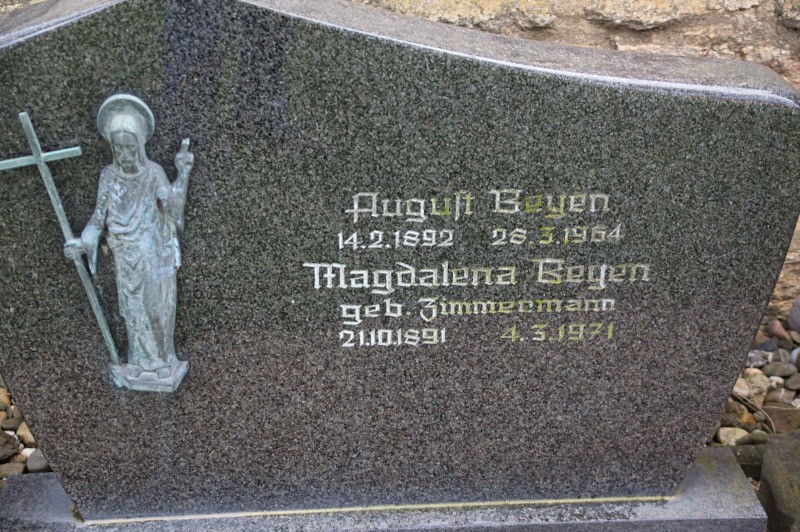 August Beyen
14.2.1892 28.3.1964
Magdalena Beyen
geb. Zimmermann
21.10.1891 4.3.1971